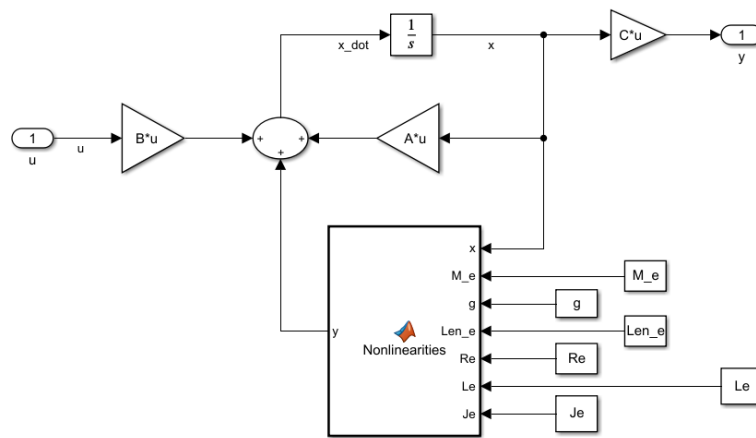 1
s
x_dot
x
C*u
1
y
1
u
u
B*u
+
+
+
A*u
x
M_e
M_e
g
g
y
Len_e
Len_e
Nonlinearities
Re
Re
Le
Le
Je
Je